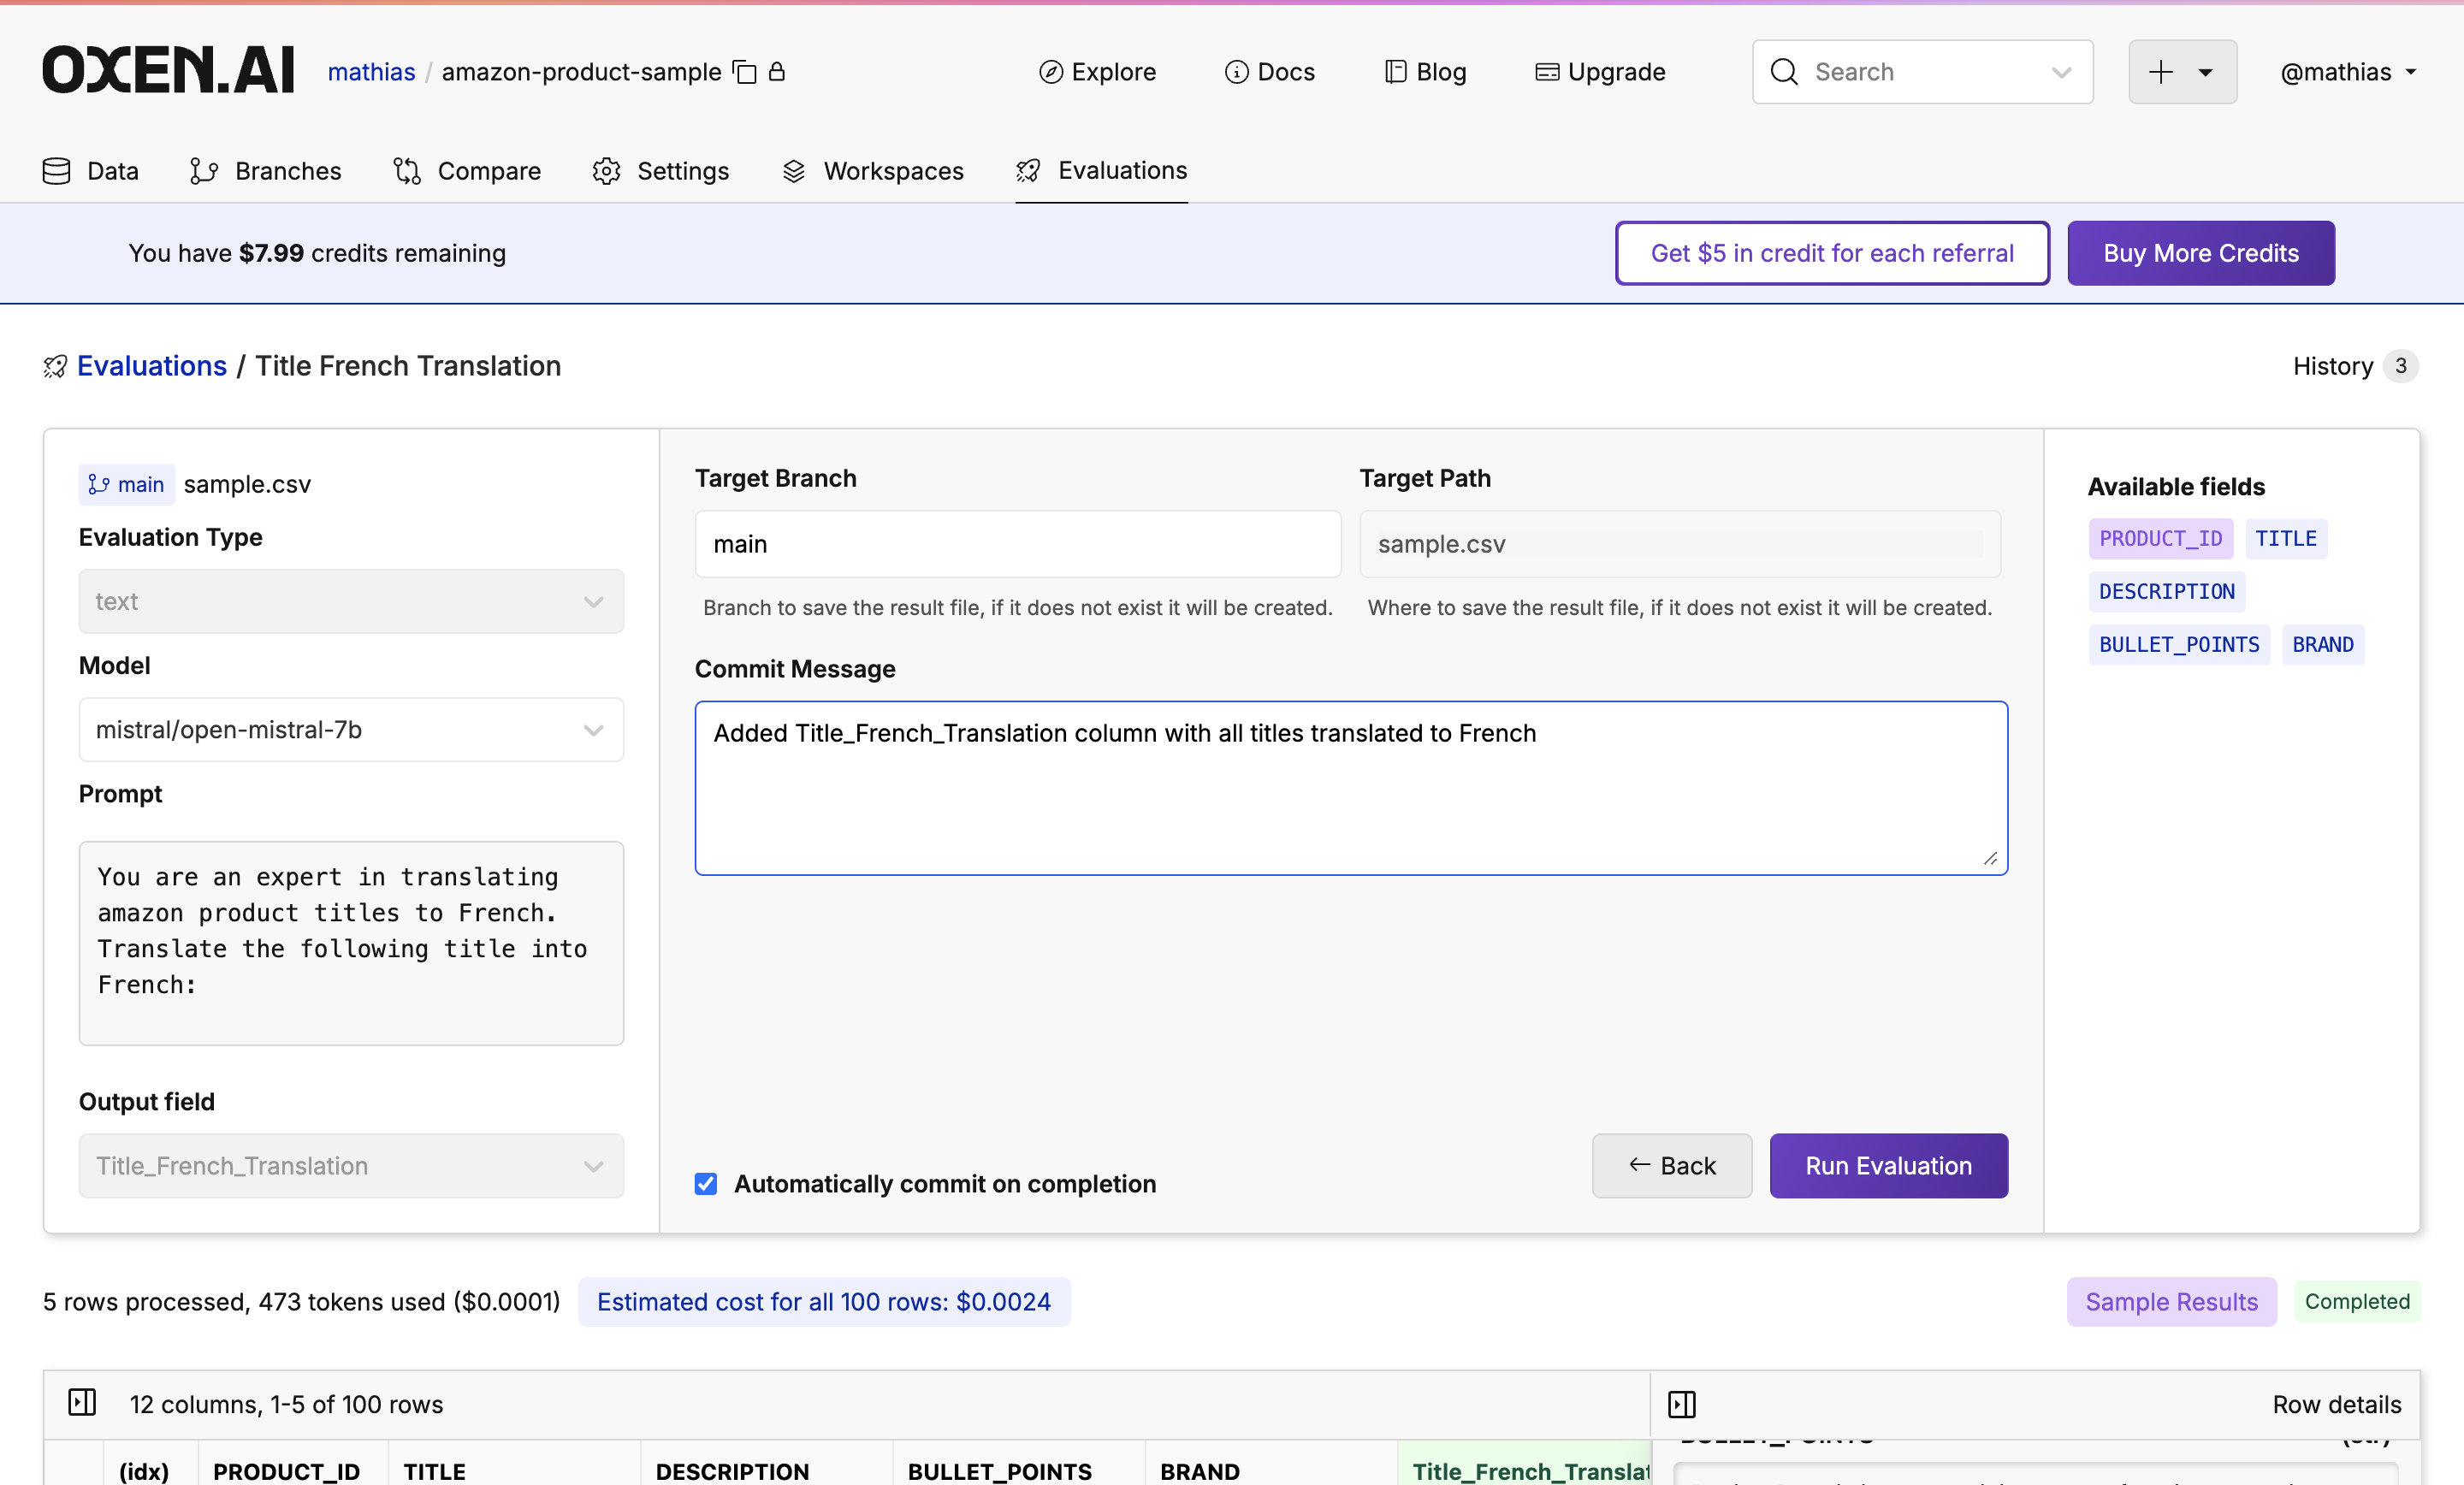 OXEN.AI mathias / amazon-product-sample Explore Docs Blog Upgrade Search @mathias
Data Branches Compare Settings Workspaces Evaluations
You have $7.99 credits remaining Get $5 in credit for each referral Buy More Credits
Evaluations / Title French Translation History 3
main sample.csv
Evaluation Type
text
Model
mistral/open-mistral-7b
Prompt
You are an expert in translating
amazon product titles to French.
Translate the following title into
French:
Output field
Title_French_Translation
Target Branch
main
Branch to save the result file, if it does not exist it will be created.
Target Path
sample.csv
Where to save the result file, if it does not exist it will be created.
Commit Message
Added Title_French_Translation column with all titles translated to French
Automatically commit on completion
Back Run Evaluation
Available fields
PRODUCT_ID TITLE
DESCRIPTION
BULLET_POINTS BRAND
5 rows processed, 473 tokens used ($0.0001) Estimated cost for all 100 rows: $0.0024 Sample Results Completed
12 columns, 1-5 of 100 rows Row details
(idx) PRODUCT_ID TITLE DESCRIPTION BULLET_POINTS BRAND Title_French_Translat